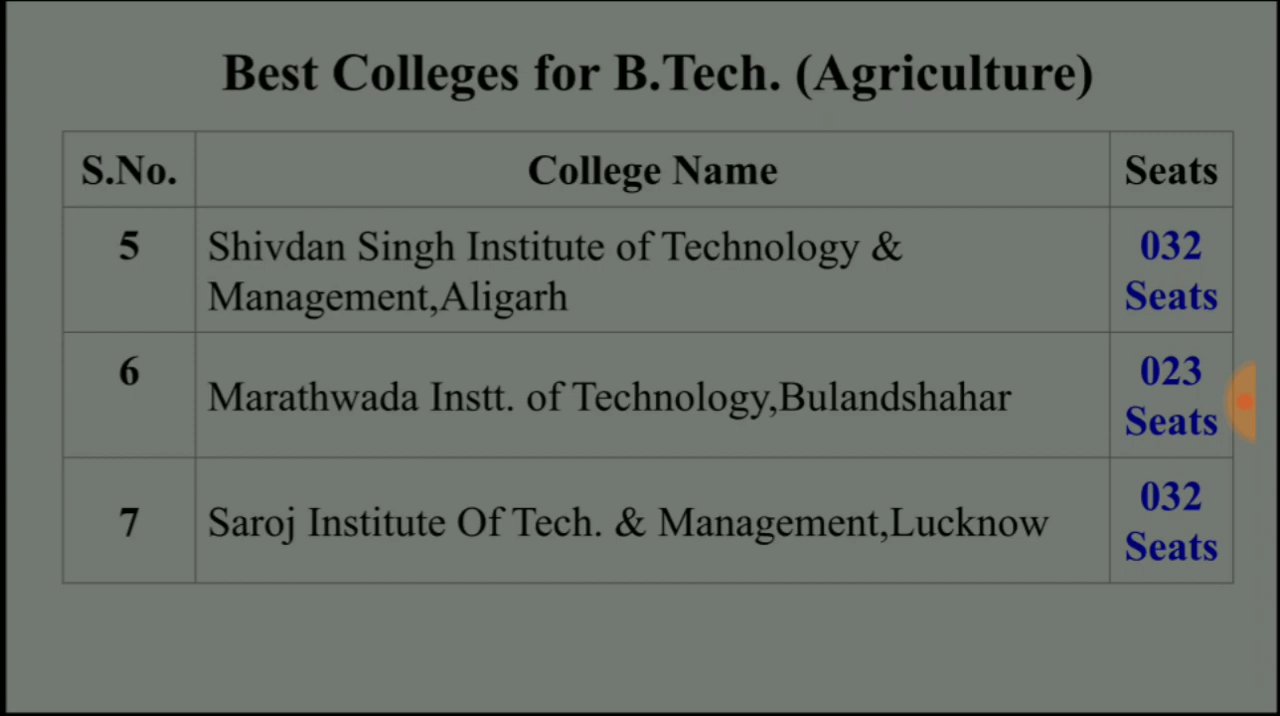 Best Colleges for B.Tech. (Agriculture)
S.No. College Name Seats
5 Shivdan Singh Institute of Technology & 032
Management,Aligarh Seats
6 Marathwada Instt. of Technology,Bulandshahar 023
Seats
7 Saroj Institute Of Tech. & Management,Lucknow 032
Seats